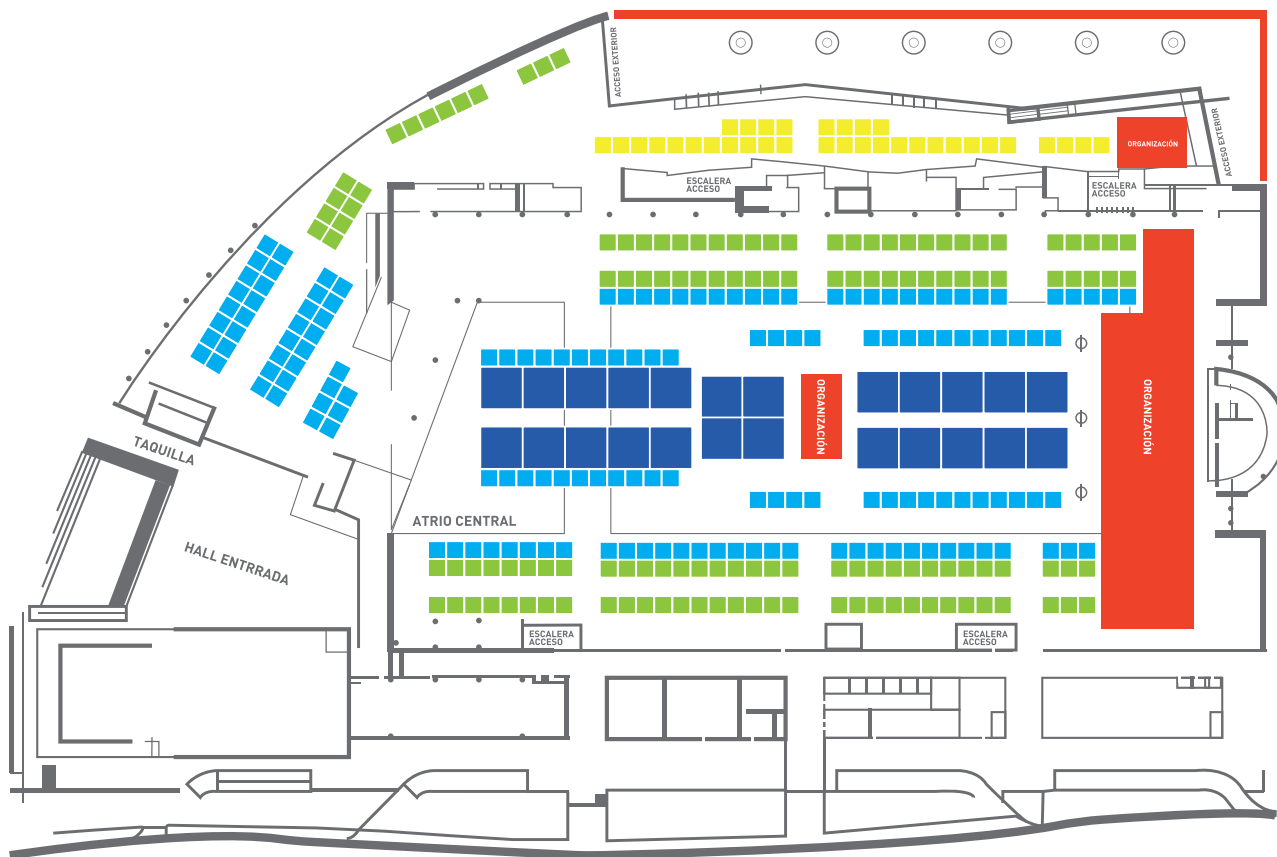 ACCESO EXTERIOR
ORGANIZACIÓN
ACCESO EXTERIOR
ESCALERA
ACCESO
ESCALERA
ACCESO
ORGANIZACIÓN
ORGANIZACIÓN
TAQUILLA
ATRIO CENTRAL
HALL ENTRRADA
ESCALERA
ACCESO
ESCALERA
ACCESO